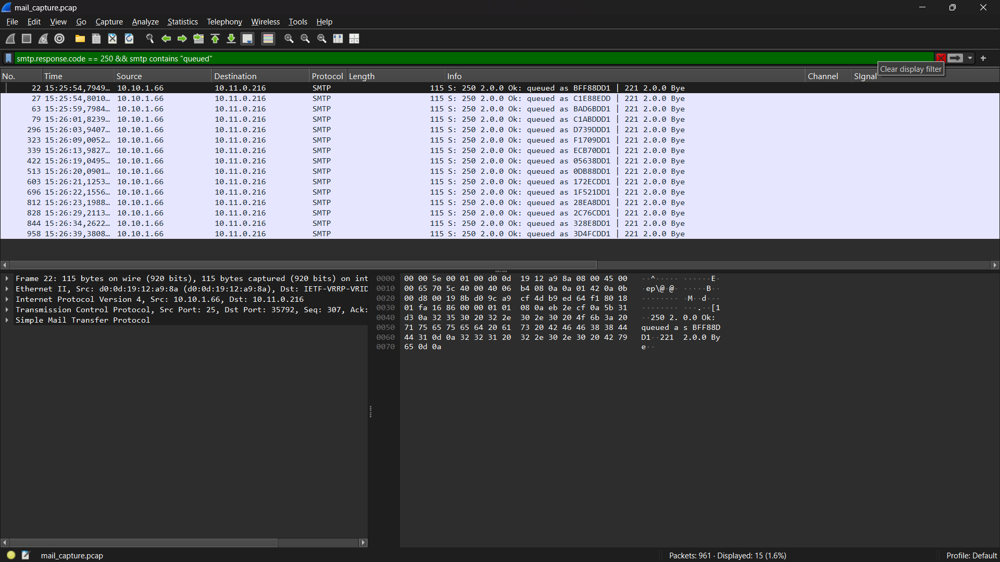 mail_capture.pcap
File Edit View Go Capture Analyze Statistics Telephony Wireless Tools Help
smtp.response.code == 250 && smtp contains "queued"
Clear display filter
No. Time Source Destination Protocol Length Info Channel SIgnal
22 15:25:54,7949… 10.10.1.66 10.11.0.216 SMTP 115 S: 250 2.0.0 Ok: queued as BFF88DD1 | 221 2.0.0 Bye
27 15:25:54,8010… 10.10.1.66 10.11.0.216 SMTP 115 S: 250 2.0.0 Ok: queued as C1E88EDD | 221 2.0.0 Bye
63 15:25:59,7984… 10.10.1.66 10.11.0.216 SMTP 115 S: 250 2.0.0 Ok: queued as BAD6BDD1 | 221 2.0.0 Bye
79 15:26:01,8239… 10.10.1.66 10.11.0.216 SMTP 115 S: 250 2.0.0 Ok: queued as C1ABDDD1 | 221 2.0.0 Bye
296 15:26:03,9407… 10.10.1.66 10.11.0.216 SMTP 115 S: 250 2.0.0 Ok: queued as D739DDD1 | 221 2.0.0 Bye
323 15:26:09,0052… 10.10.1.66 10.11.0.216 SMTP 115 S: 250 2.0.0 Ok: queued as F1709DD1 | 221 2.0.0 Bye
339 15:26:13,9827… 10.10.1.66 10.11.0.216 SMTP 115 S: 250 2.0.0 Ok: queued as ECB70DD1 | 221 2.0.0 Bye
422 15:26:19,0495… 10.10.1.66 10.11.0.216 SMTP 115 S: 250 2.0.0 Ok: queued as 05638DD1 | 221 2.0.0 Bye
513 15:26:20,0901… 10.10.1.66 10.11.0.216 SMTP 115 S: 250 2.0.0 Ok: queued as 0DB88DD1 | 221 2.0.0 Bye
603 15:26:21,1253… 10.10.1.66 10.11.0.216 SMTP 115 S: 250 2.0.0 Ok: queued as 172ECDD1 | 221 2.0.0 Bye
696 15:26:22,1556… 10.10.1.66 10.11.0.216 SMTP 115 S: 250 2.0.0 Ok: queued as 1F521DD1 | 221 2.0.0 Bye
812 15:26:23,1988… 10.10.1.66 10.11.0.216 SMTP 115 S: 250 2.0.0 Ok: queued as 28EA8DD1 | 221 2.0.0 Bye
828 15:26:29,2113… 10.10.1.66 10.11.0.216 SMTP 115 S: 250 2.0.0 Ok: queued as 2C76CDD1 | 221 2.0.0 Bye
844 15:26:34,2622… 10.10.1.66 10.11.0.216 SMTP 115 S: 250 2.0.0 Ok: queued as 328E8DD1 | 221 2.0.0 Bye
958 15:26:39,3808… 10.10.1.66 10.11.0.216 SMTP 115 S: 250 2.0.0 Ok: queued as 3D4FCDD1 | 221 2.0.0 Bye
Frame 22: 115 bytes on wire (920 bits), 115 bytes captured (920 bits) on int
Ethernet II, Src: d0:0d:19:12:a9:8a (d0:0d:19:12:a9:8a), Dst: IETF-VRRP-VRID
Internet Protocol Version 4, Src: 10.10.1.66, Dst: 10.11.0.216
Transmission Control Protocol, Src Port: 25, Dst Port: 35792, Seq: 307, Ack:
Simple Mail Transfer Protocol
0000 00 00 5e 00 01 00 d0 0d 19 12 a9 8a 08 00 45 00 ··^····· ······E·
0010 00 65 70 5c 40 00 40 06 b4 08 0a 0a 01 42 0a 0b ·ep\@·@· ·····B··
0020 00 d8 00 19 8b d0 9c a9 cf 4d b9 ed 64 f1 80 18 ········ ·M··d···
0030 01 fa 16 86 00 00 01 01 08 0a eb 2e cf 0a 5b 31 ········ ···.··[1
0040 d3 0a 32 35 30 20 32 2e 30 2e 30 20 4f 6b 3a 20 ··250 2. 0.0 Ok:
0050 71 75 65 75 65 64 20 61 73 20 42 46 46 38 38 44 queued a s BFF88D
0060 44 31 0d 0a 32 32 31 20 32 2e 30 2e 30 20 42 79 D1··221 2.0.0 By
0070 65 0d 0a e··
mail_capture.pcap
Packets: 961 · Displayed: 15 (1.6%)
Profile: Default